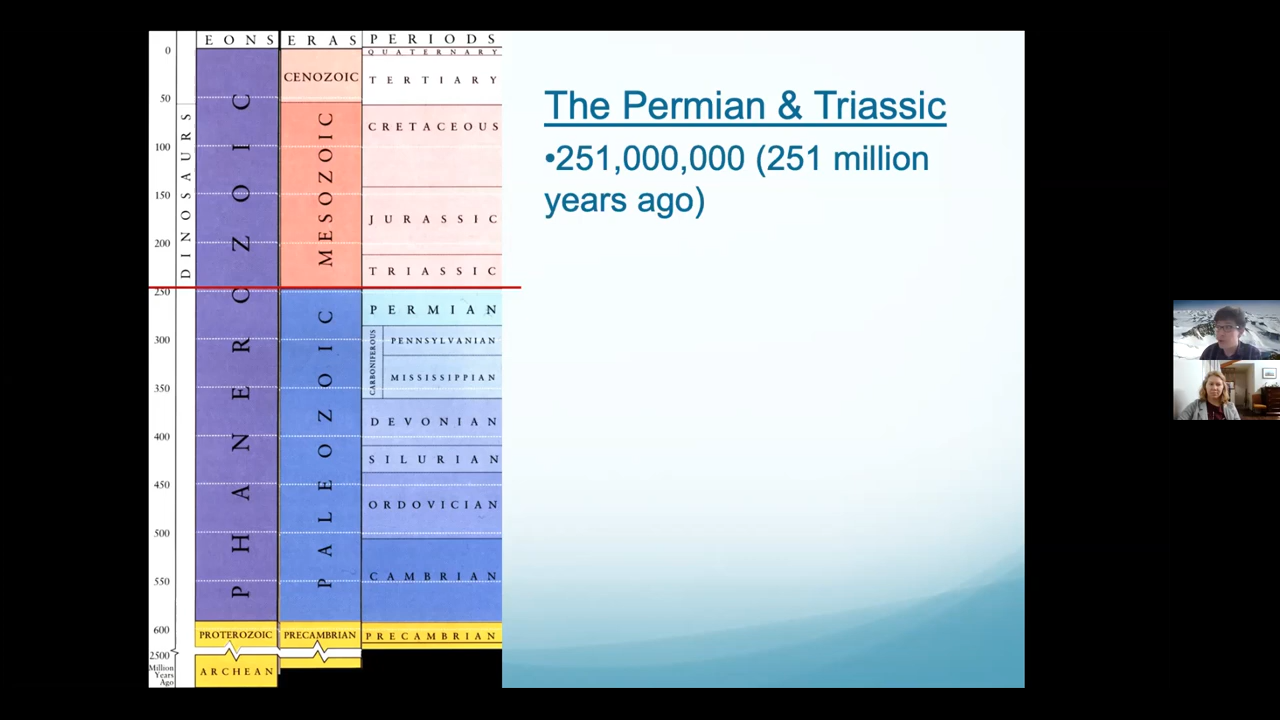 EONS ERAS PERIODS
0
50
100
150
200
250
300
350
400
450
500
550
600
2500
Million
Years
Ago
DINOSAURS
PHANEROZOIC
PROTEROZOIC
ARCHEAN
CENOZOIC
MESOZOIC
PALEOZOIC
PRECAMBRIAN
QUATERNARY
TERTIARY
CRETACEOUS
JURASSIC
TRIASSIC
PERMIAN
CARBONIFEROUS
PENNSYLVANIAN
MISSISSIPPIAN
DEVONIAN
SILURIAN
ORDOVICIAN
CAMBRIAN
PRECAMBRIAN
The Permian & Triassic
•251,000,000 (251 million
years ago)